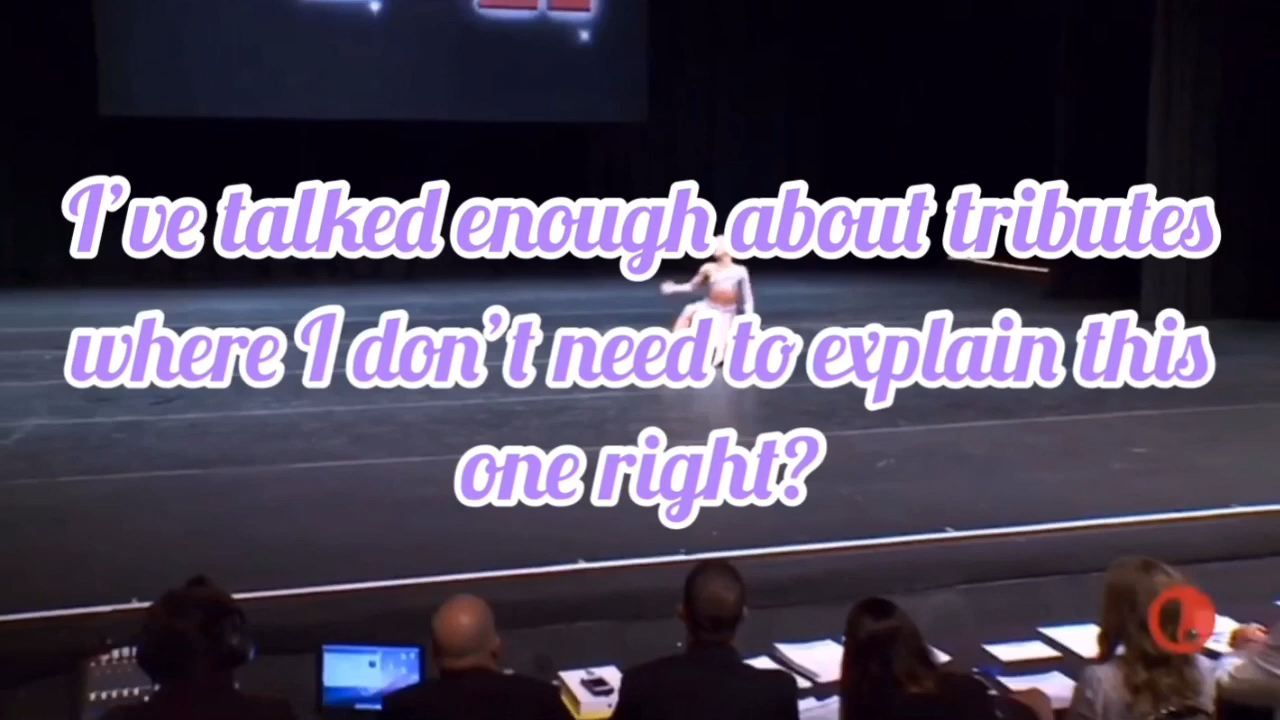 I've talked enough about tributes
where I don't need to explain this
one right?